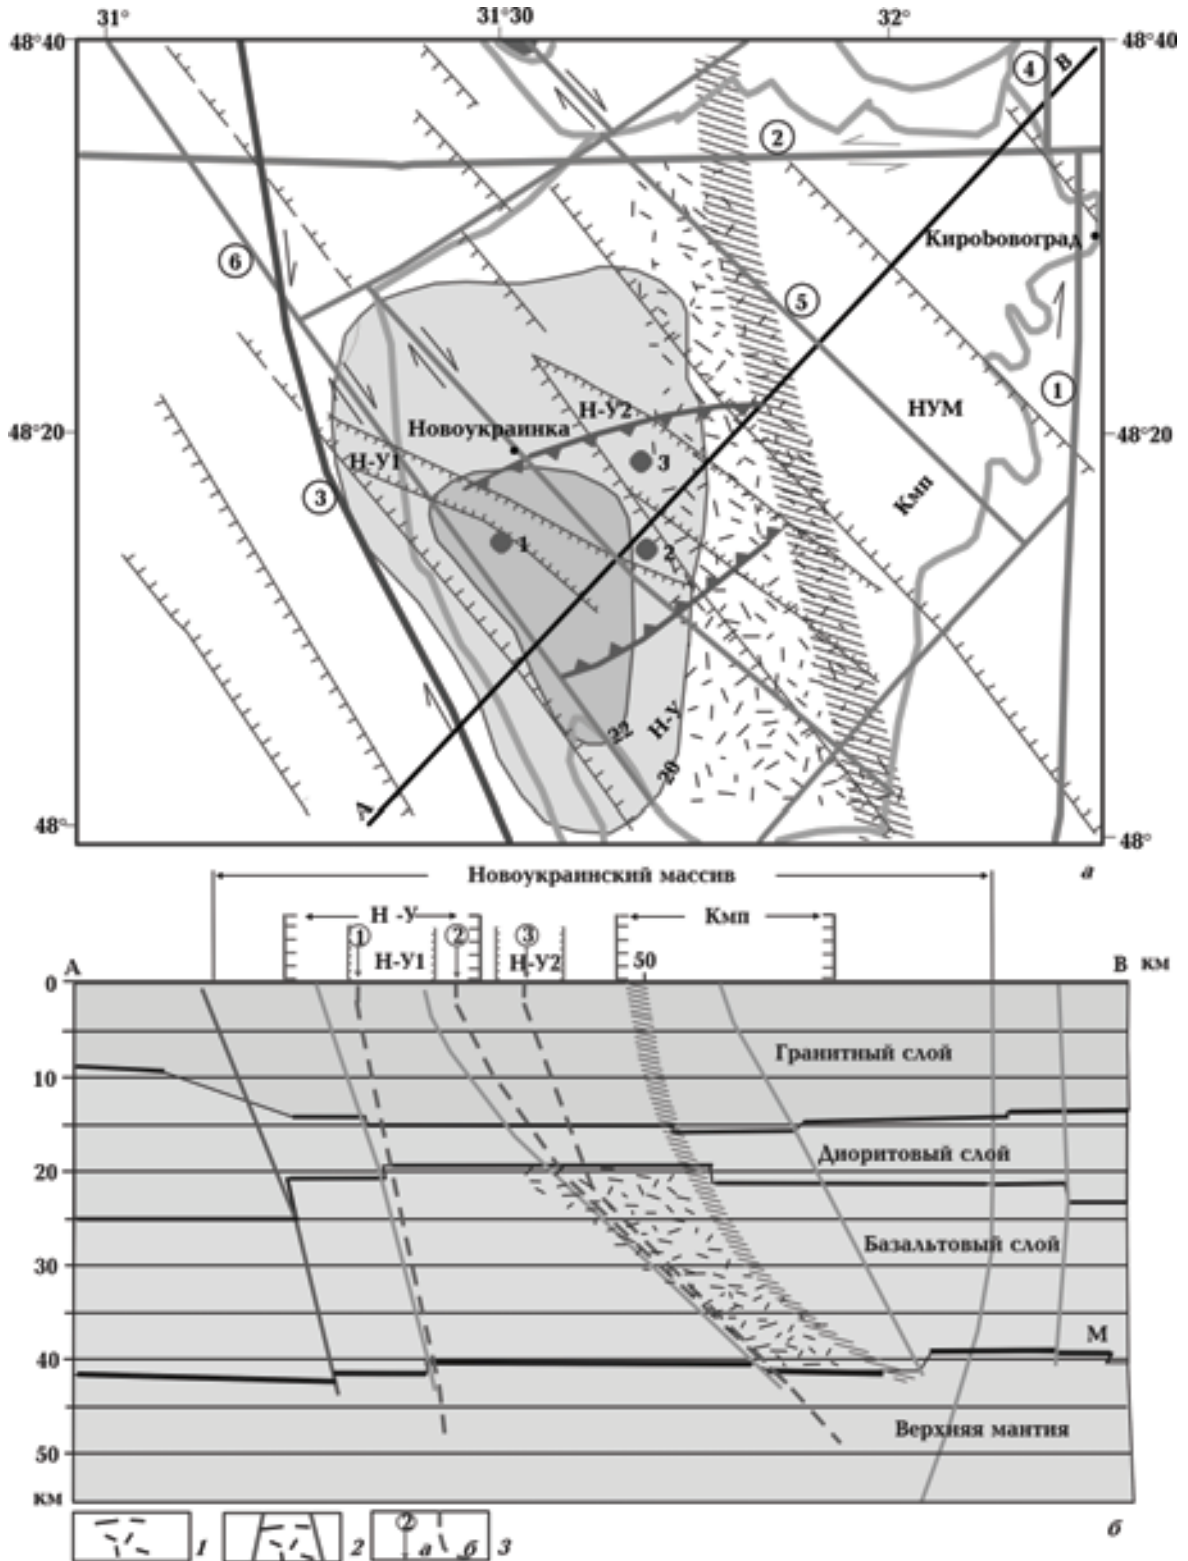 31° 31°30 32°
48°40 48°40
4 В
2
Кировоград
6
5
НУМ
1
48°20 Н-У2 48°20
Новоукраинка
Н-У1
3
3
Кмп
1
2
Н-У
22
20
А
48° 48°
а
Новоукраинский массив
Н -У Кмп
1 2 3
Н-У1 Н-У2 50
А В км
0
Гранитный слой
10
Диоритовый слой
20
Базальтовый слой
30
М
40
Верхняя мантия
50
км
б
1 2 2 а б 3